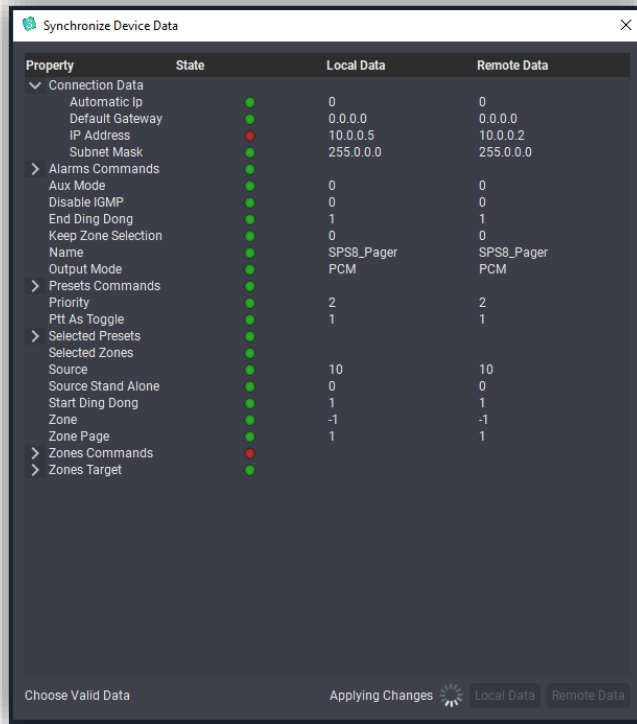 Synchronize Device Data
Property State Local Data Remote Data
Connection Data
Automatic Ip 0 0
Default Gateway 0.0.0.0 0.0.0.0
IP Address 10.0.0.5 10.0.0.2
Subnet Mask 255.0.0.0 255.0.0.0
Alarms Commands
Aux Mode 0 0
Disable IGMP 0 0
End Ding Dong 1 1
Keep Zone Selection 0 0
Name SPS8_Pager SPS8_Pager
Output Mode PCM PCM
Presets Commands
Priority 2 2
Ptt As Toggle 1 1
Selected Presets
Selected Zones
Source 10 10
Source Stand Alone 0 0
Start Ding Dong 1 1
Zone -1 -1
Zone Page 1 1
Zones Commands
Zones Target
Choose Valid Data Applying Changes Local Data Remote Data